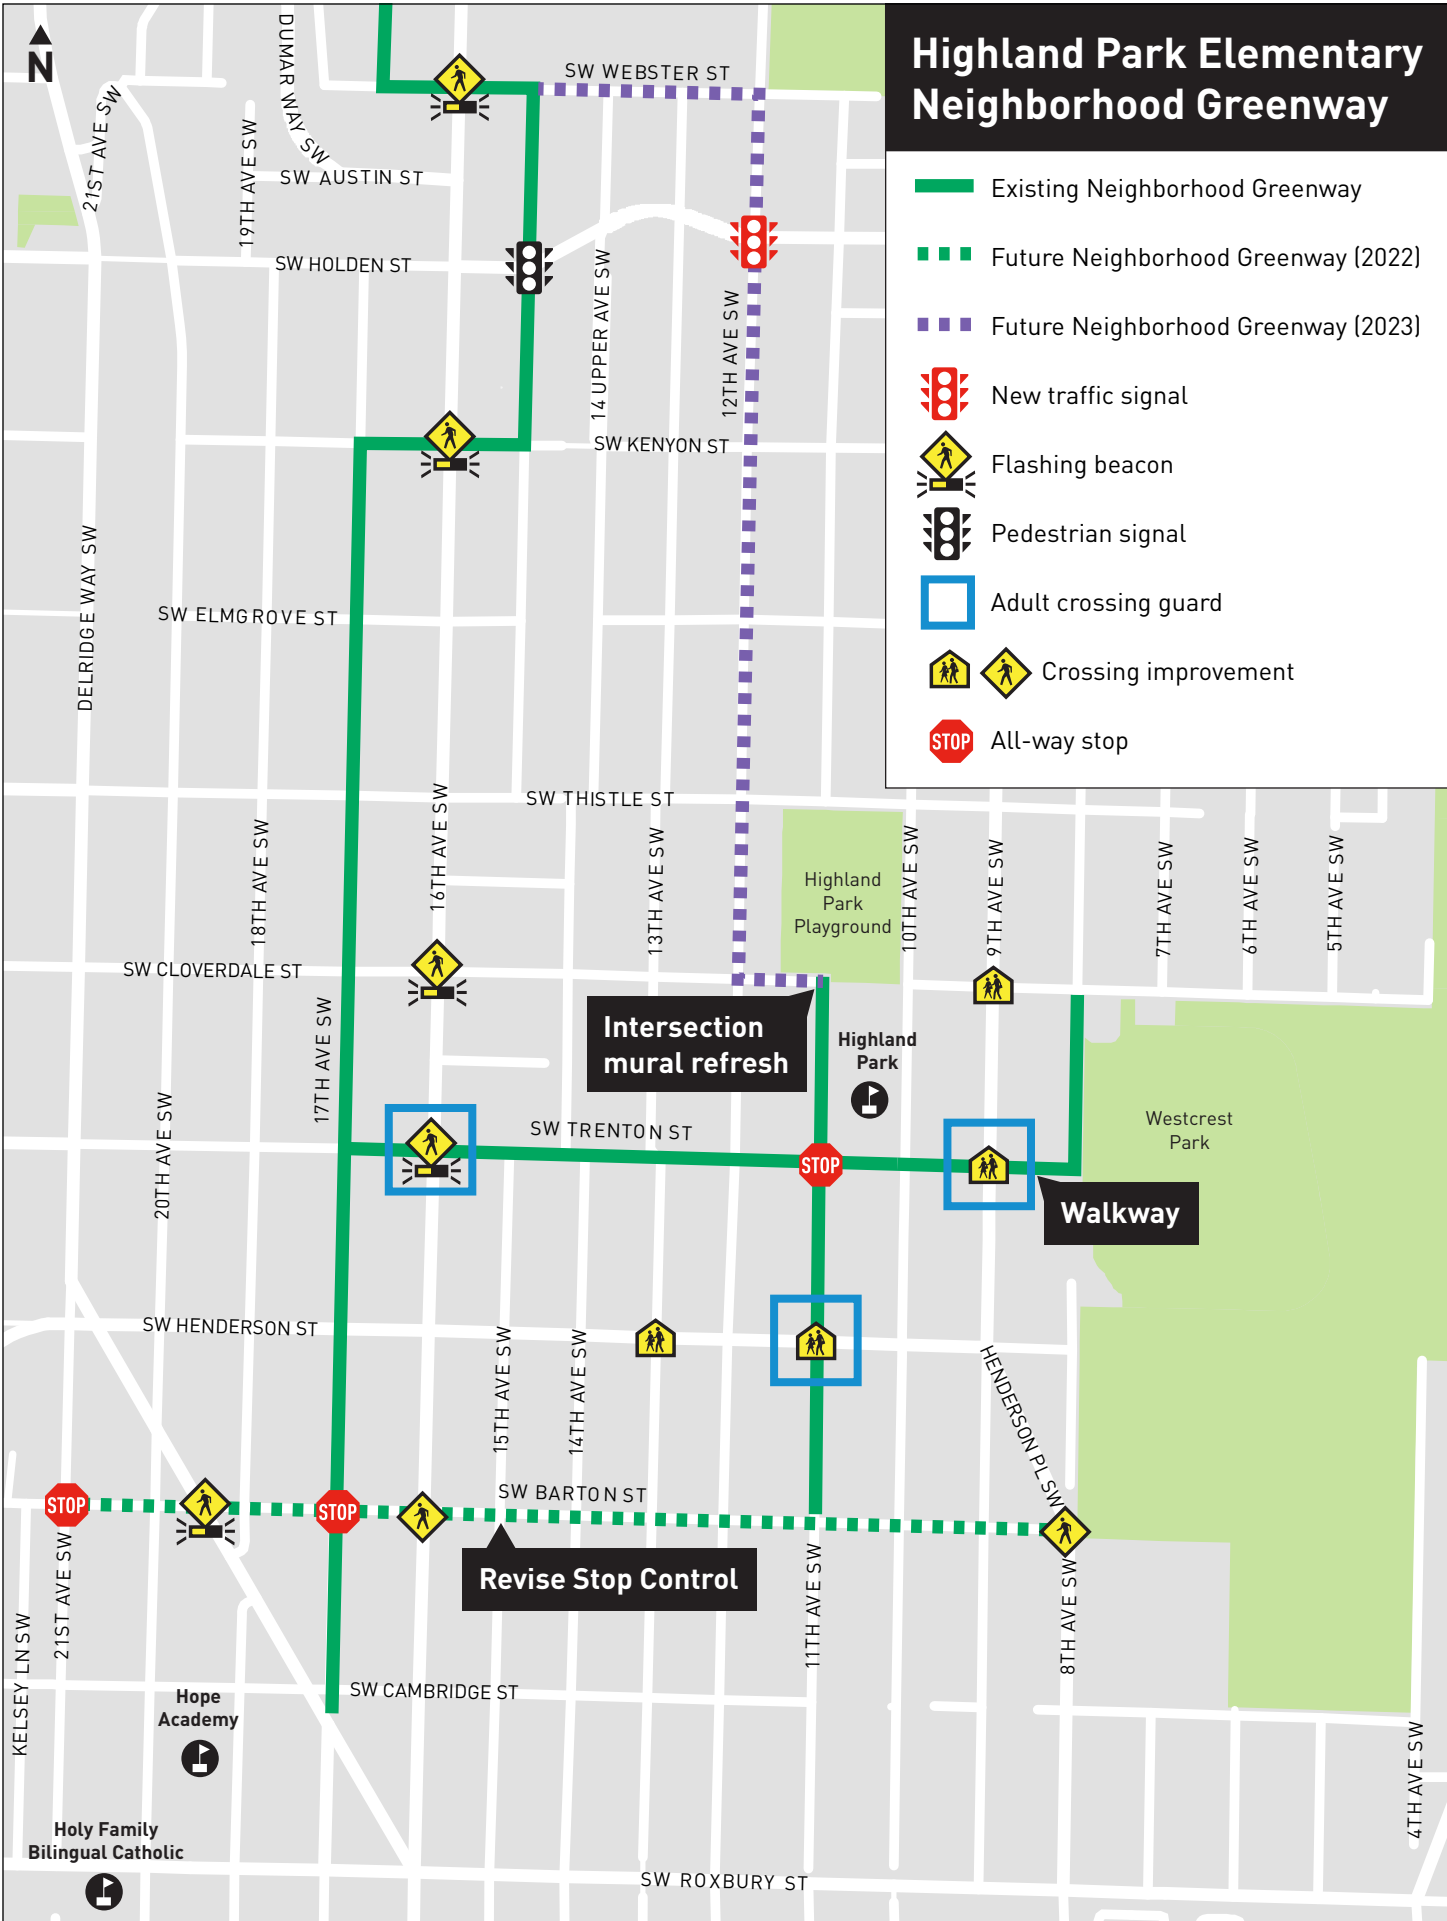 Highland Park Elementary
Neighborhood Greenway
Existing Neighborhood Greenway
Future Neighborhood Greenway (2022)
Future Neighborhood Greenway (2023)
New traffic signal
Flashing beacon
Pedestrian signal
Adult crossing guard
Crossing improvement
STOP
All-way stop
N
DUMAR WAY SW
SW WEBSTER ST
21ST AVE SW
19TH AVE SW
SW AUSTIN ST
SW HOLDEN ST
14 UPPER AVE SW
12TH AVE SW
SW KENYON ST
DELRIDGE WAY SW
SW ELMGROVE ST
SW THISTLE ST
18TH AVE SW
16TH AVE SW
13TH AVE SW
Highland
Park
Playground
10TH AVE SW
9TH AVE SW
7TH AVE SW
6TH AVE SW
5TH AVE SW
SW CLOVERDALE ST
17TH AVE SW
Intersection
mural refresh
Highland
Park
20TH AVE SW
SW TRENTON ST
STOP
Westcrest
Park
Walkway
SW HENDERSON ST
15TH AVE SW
14TH AVE SW
HENDERSON PL SW
STOP
STOP
SW BARTON ST
Revise Stop Control
21ST AVE SW
11TH AVE SW
8TH AVE SW
KELSEY LN SW
SW CAMBRIDGE ST
Hope
Academy
4TH AVE SW
Holy Family
Bilingual Catholic
SW ROXBURY ST